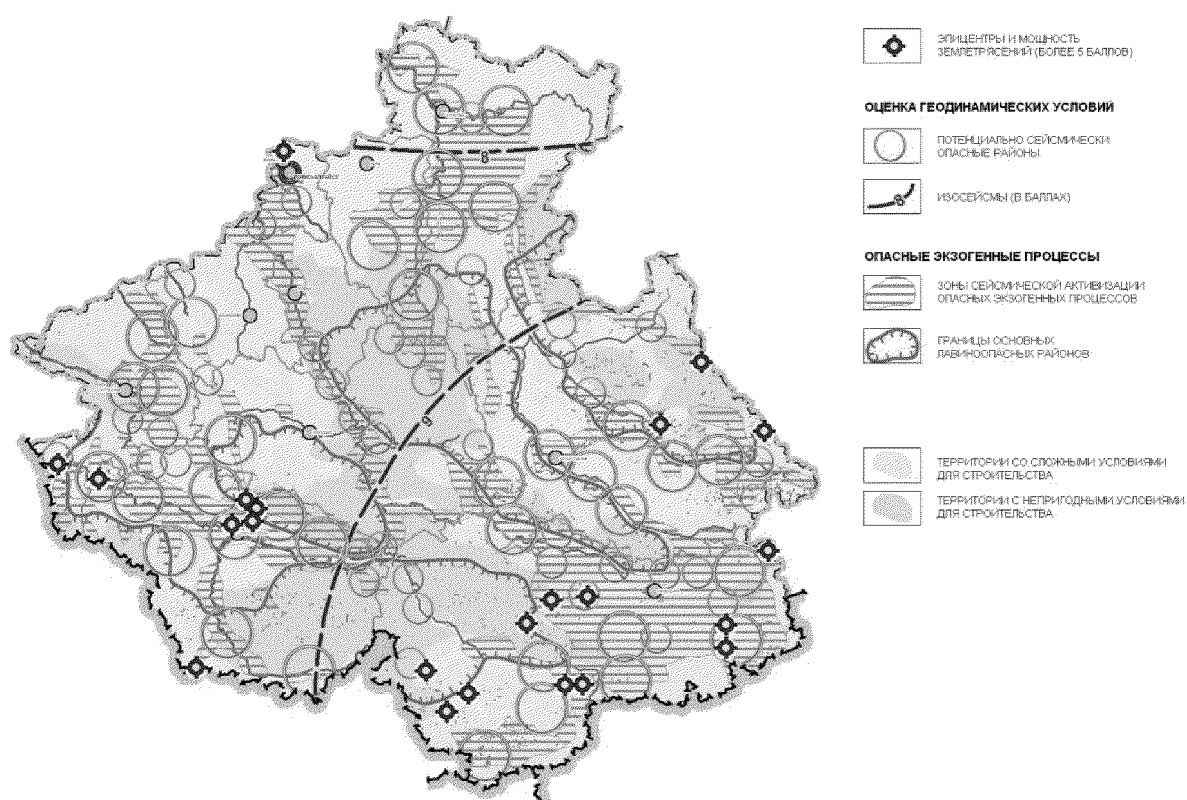 ЭПИЦЕНТРЫ И МОЩНОСТЬ
ЗЕМЛЕТРЯСЕНИЙ (БОЛЕЕ 5 БАЛЛОВ)
ОЦЕНКА ГЕОДИНАМИЧЕСКИХ УСЛОВИЙ
ПОТЕНЦИАЛЬНО СЕЙСМИЧЕСКИ
ОПАСНЫЕ РАЙОНЫ
8
ИЗОСЕЙСМЫ (В БАЛЛАХ)
ОПАСНЫЕ ЭКЗОГЕННЫЕ ПРОЦЕССЫ
ЗОНЫ СЕЙСМИЧЕСКОЙ АКТИВИЗАЦИИ
ОПАСНЫХ ЭКЗОГЕННЫХ ПРОЦЕССОВ
ГРАНИЦЫ ОСНОВНЫХ
ЛАВИНООПАСНЫХ РАЙОНОВ
ТЕРРИТОРИИ СО СЛОЖНЫМИ УСЛОВИЯМИ
ДЛЯ СТРОИТЕЛЬСТВА
ТЕРРИТОРИИ С НЕПРИГОДНЫМИ УСЛОВИЯМИ
ДЛЯ СТРОИТЕЛЬСТВА